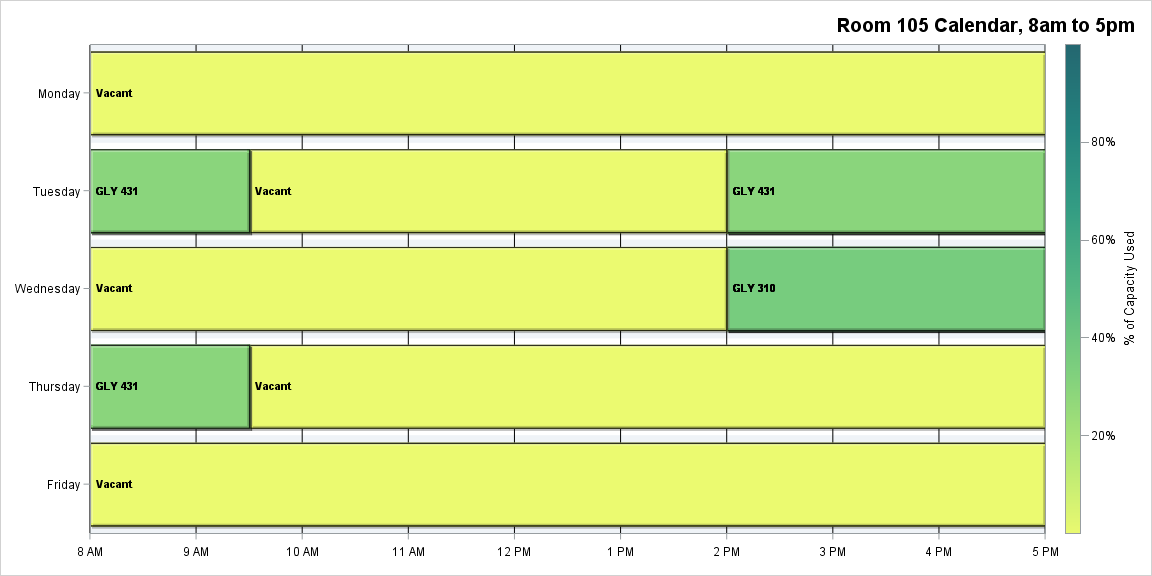 Room 105 Calendar, 8am to 5pm
Monday
Vacant
Tuesday
GLY 431
Vacant
GLY 431
Wednesday
Vacant
GLY 310
Thursday
GLY 431
Vacant
Friday
Vacant
8 AM
9 AM
10 AM
11 AM
12 PM
1 PM
2 PM
3 PM
4 PM
5 PM
80%
60%
40%
20%
% of Capacity Used